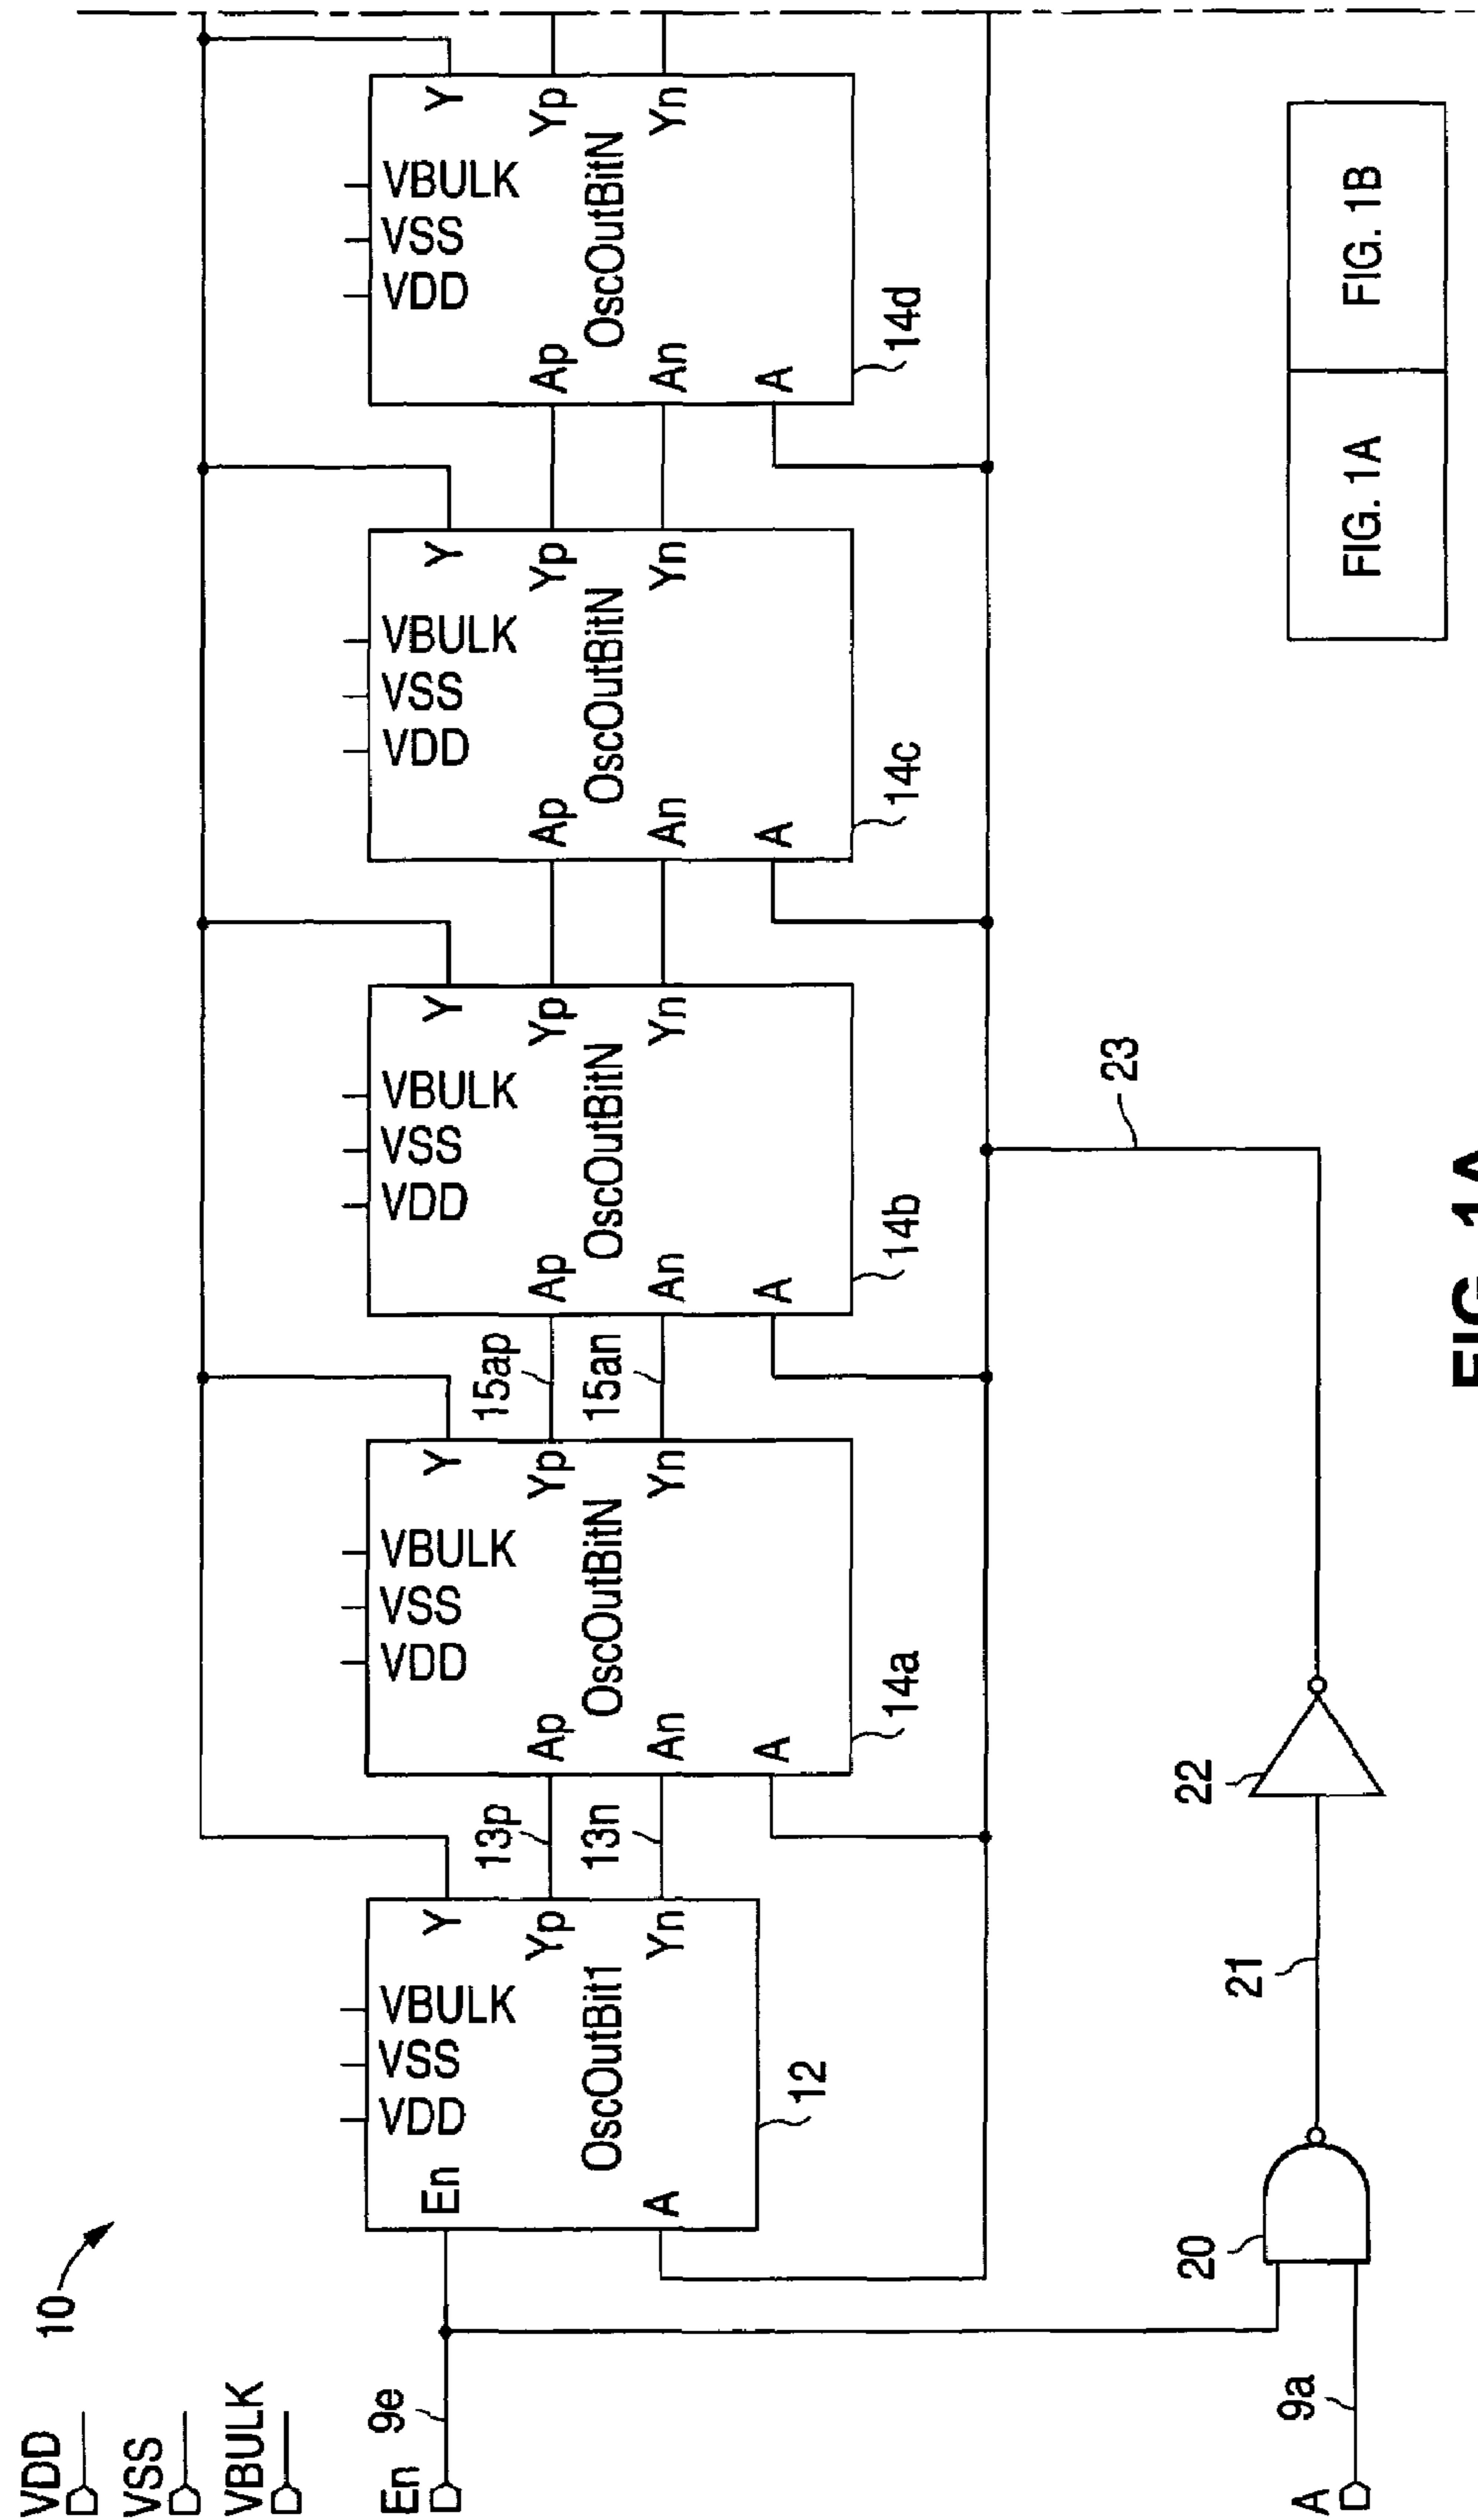 10
VDD
VSS
VBULK
En
9e
A
9a
En
A
VDD
VSS
VBULK
OscOutBit1
Y
Yp
Yn
12
13p
13n
Ap
An
A
VDD
VSS
VBULK
OscOutBitN
Y
Yp
Yn
14a
15ap
15an
Ap
An
A
VDD
VSS
VBULK
OscOutBitN
Y
Yp
Yn
14b
Ap
An
A
VDD
VSS
VBULK
OscOutBitN
Y
Yp
Yn
14c
Ap
An
A
VDD
VSS
VBULK
OscOutBitN
Y
Yp
Yn
14d
20
21
22
23
FIG. 1A
FIG. 1B
FIG. 1A